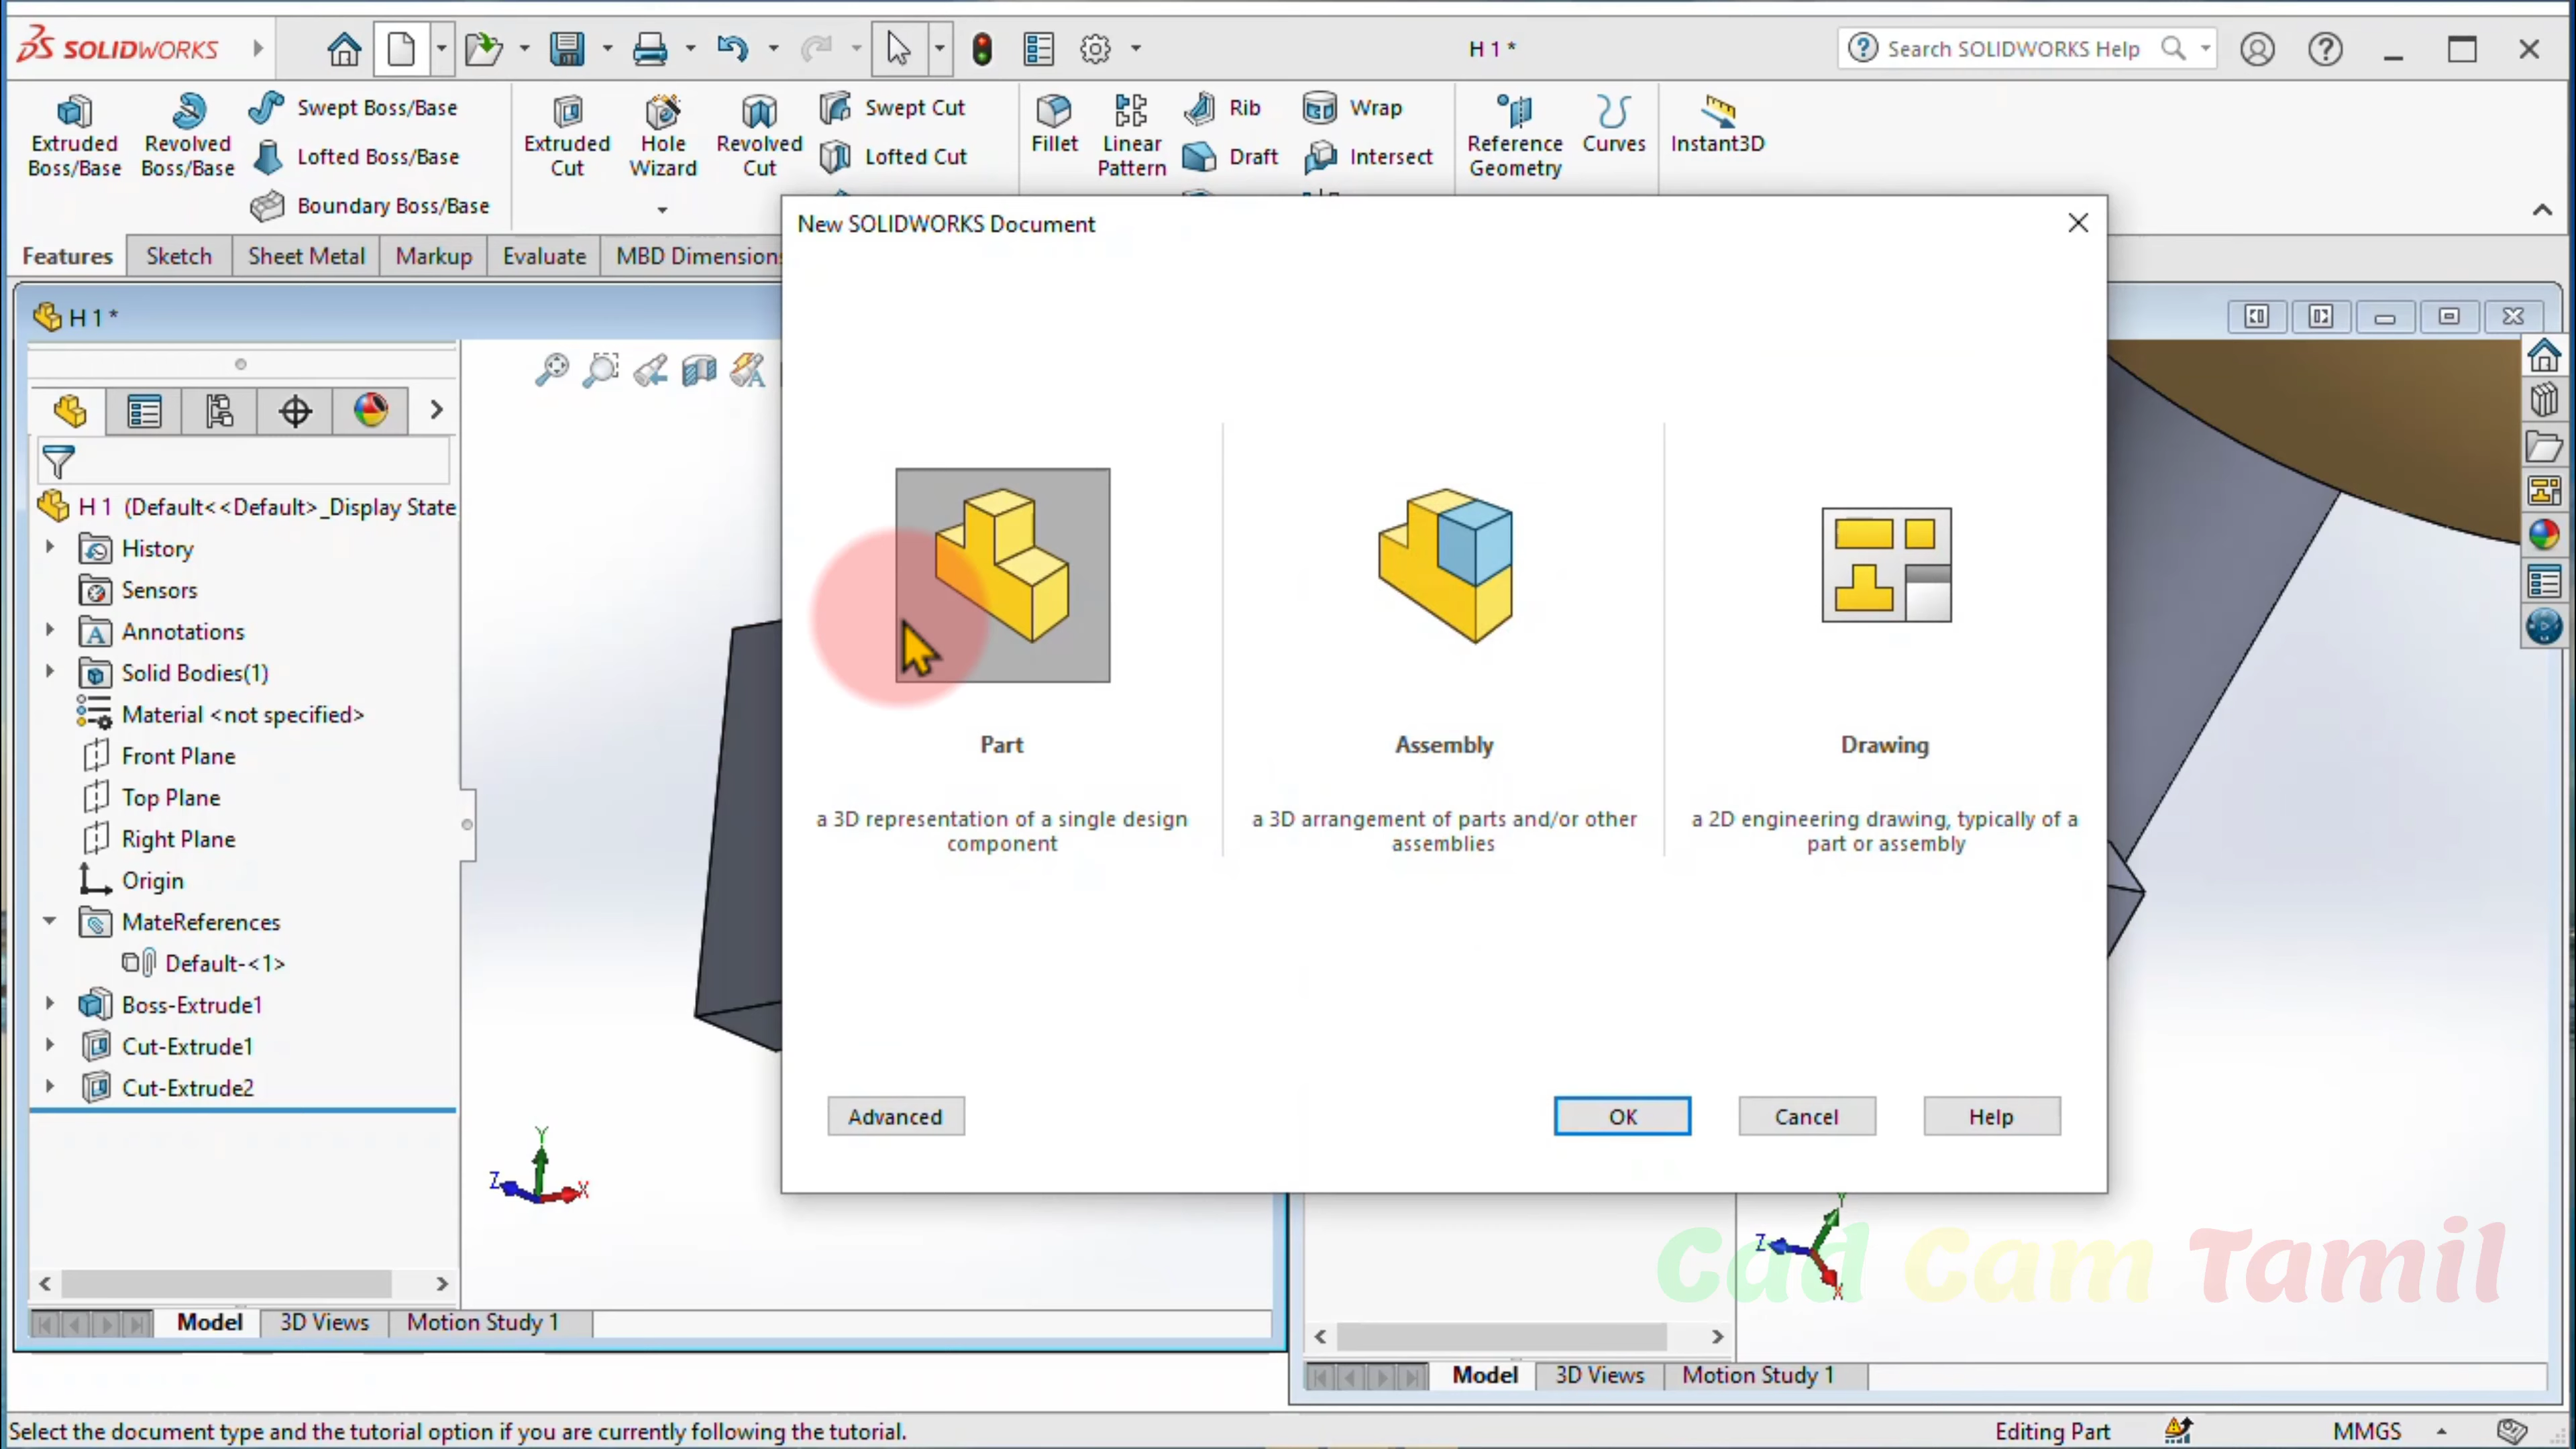 SOLIDWORKS
H 1 *
Search SOLIDWORKS Help
Extruded Boss/Base
Revolved Boss/Base
Swept Boss/Base
Lofted Boss/Base
Boundary Boss/Base
Extruded Cut
Hole Wizard
Revolved Cut
Swept Cut
Lofted Cut
Fillet
Linear Pattern
Rib
Draft
Wrap
Intersect
Reference Geometry
Curves
Instant3D
Features
Sketch
Sheet Metal
Markup
Evaluate
MBD Dimensions
New SOLIDWORKS Document
H 1 *
H 1 (Default<<Default>_Display State
History
Sensors
Annotations
Solid Bodies(1)
Material <not specified>
Front Plane
Top Plane
Right Plane
Origin
MateReferences
Default-<1>
Boss-Extrude1
Cut-Extrude1
Cut-Extrude2
Part
a 3D representation of a single design
component
Assembly
a 3D arrangement of parts and/or other
assemblies
Drawing
a 2D engineering drawing, typically of a
part or assembly
Advanced
OK
Cancel
Help
Y
Z
X
Y
Z
X
Cad Cam Tamil
Model
3D Views
Motion Study 1
Model
3D Views
Motion Study 1
Select the document type and the tutorial option if you are currently following the tutorial.
Editing Part
MMGS